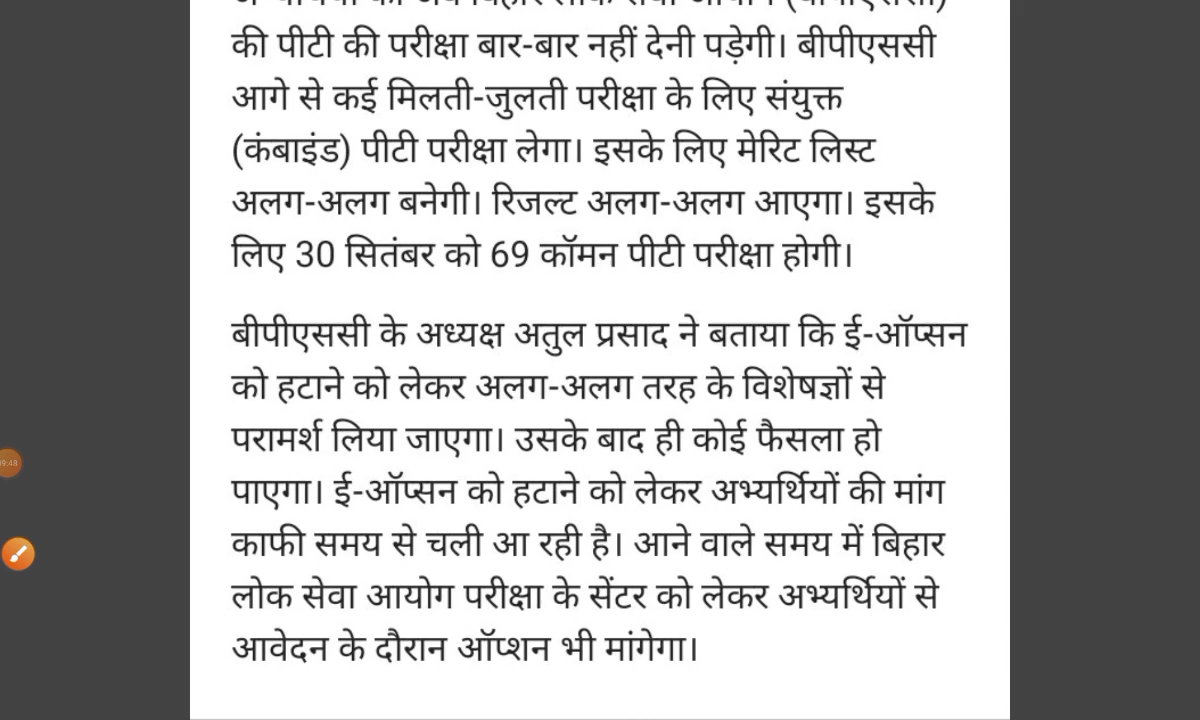 की पीटी की परीक्षा बार-बार नहीं देनी पड़ेगी। बीपीएससी
आगे से कई मिलती-जुलती परीक्षा के लिए संयुक्त
(कंबाइंड) पीटी परीक्षा लेगा। इसके लिए मेरिट लिस्ट
अलग-अलग बनेगी। रिजल्ट अलग-अलग आएगा। इसके
लिए 30 सितंबर को 69 कॉमन पीटी परीक्षा होगी।
बीपीएससी के अध्यक्ष अतुल प्रसाद ने बताया कि ई-ऑप्सन
को हटाने को लेकर अलग-अलग तरह के विशेषज्ञों से
परामर्श लिया जाएगा। उसके बाद ही कोई फैसला हो
पाएगा। ई-ऑप्सन को हटाने को लेकर अभ्यर्थियों की मांग
काफी समय से चली आ रही है। आने वाले समय में बिहार
लोक सेवा आयोग परीक्षा के सेंटर को लेकर अभ्यर्थियों से
आवेदन के दौरान ऑप्शन भी मांगेगा।